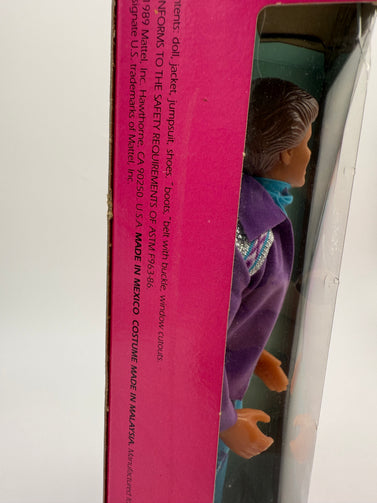 tents: doll, jacket, jumpsuit, shoes, "boots," belt with buckle, window cutouts.
NFORMS TO THE SAFETY REQUIREMENTS OF ASTM F963-86.
1989 Mattel, Inc. Hawthorne, CA 90250 U.S.A. MADE IN MEXICO. COSTUME MADE IN MALAYSIA. Manufactured
signate U.S. trademarks of Mattel, Inc.